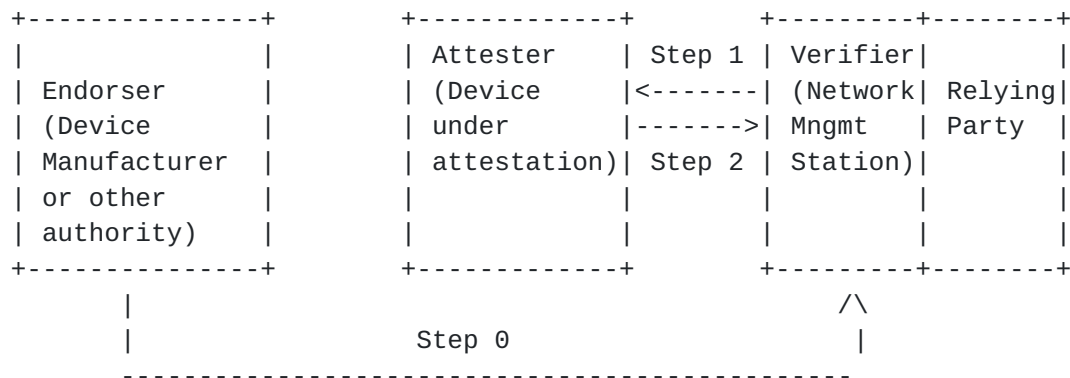 +---------------+        +-------------+         +---------+--------+
|               |        | Attester    | Step 1  | Verifier|        |
| Endorser      |        | (Device     |<-------| (Network| Relying|
| (Device       |        | under       |------->| Mngmt   | Party  |
| Manufacturer           | attestation)| Step 2  | Station)|        |
| or other      |        |             |         |         |        |
| authority)    |        |             |         |         |        |
+---------------+        +-------------+         +---------+--------+
       |                                             /\
       |                Step 0                        |
       -----------------------------------------------